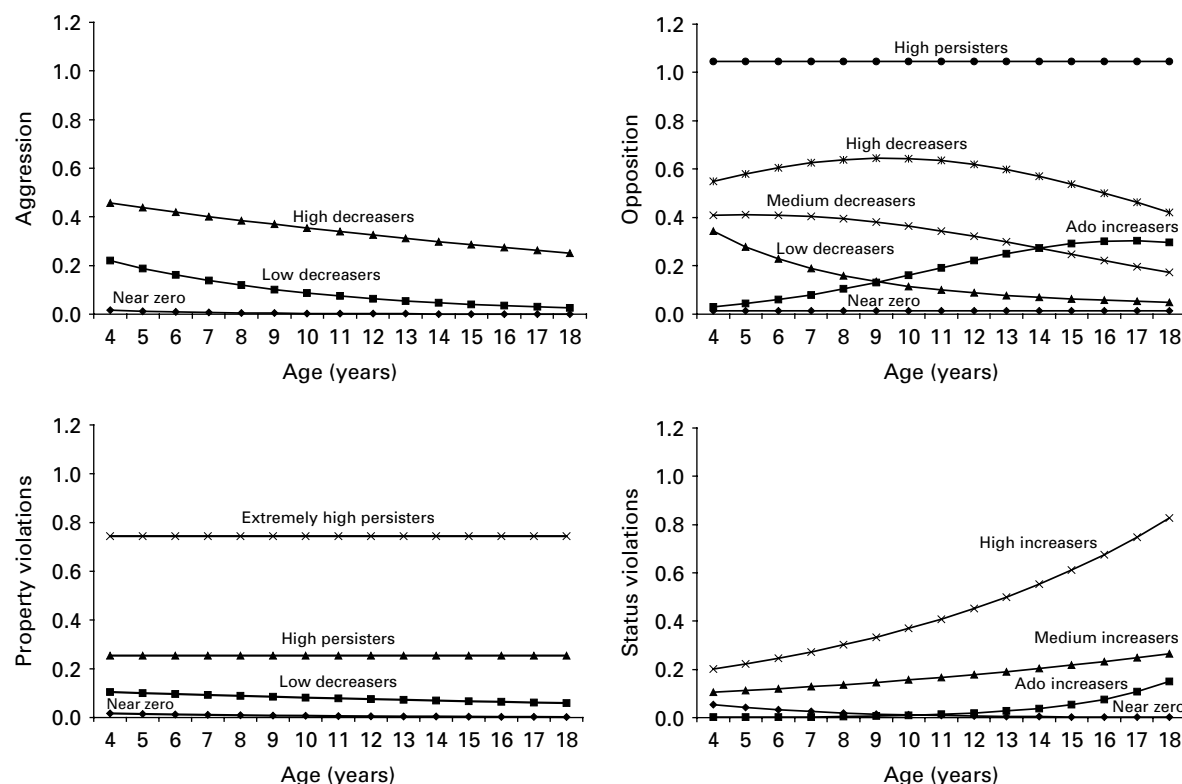 1.2
1.0
0.8
0.6
0.4
0.2
0.0
Aggression
High decreasers
Low decreasers
Near zero
4 5 6 7 8 9 10 11 12 13 14 15 16 17 18
Age (years)
1.2
1.0
0.8
0.6
0.4
0.2
0.0
Opposition
High persisters
High decreasers
Medium decreasers
Ado increasers
Low decreasers
Near zero
4 5 6 7 8 9 10 11 12 13 14 15 16 17 18
Age (years)
1.2
1.0
0.8
0.6
0.4
0.2
0.0
Property violations
Extremely high persisters
High persisters
Low decreasers
Near zero
4 5 6 7 8 9 10 11 12 13 14 15 16 17 18
Age (years)
1.2
1.0
0.8
0.6
0.4
0.2
0.0
Status violations
High increasers
Medium increasers
Ado increasers
Near zero
4 5 6 7 8 9 10 11 12 13 14 15 16 17 18
Age (years)